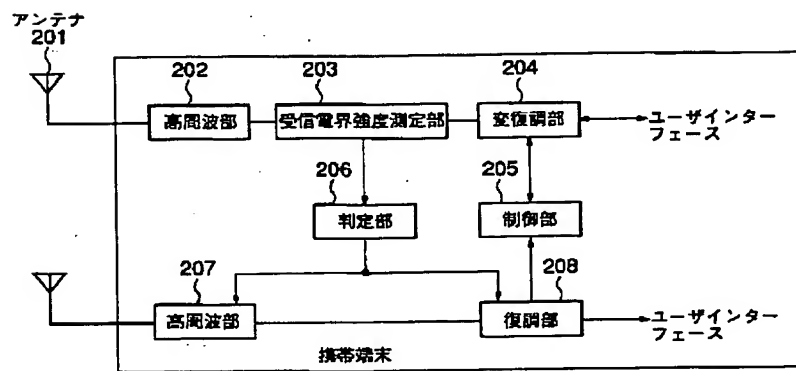 アンテナ
201
202
203
204
高周波部
受信電界強度測定部
変復調部
ユーザインター
フェース
206
205
判定部
制御部
207
208
高周波部
復調部
ユーザインター
フェース
携帯端末